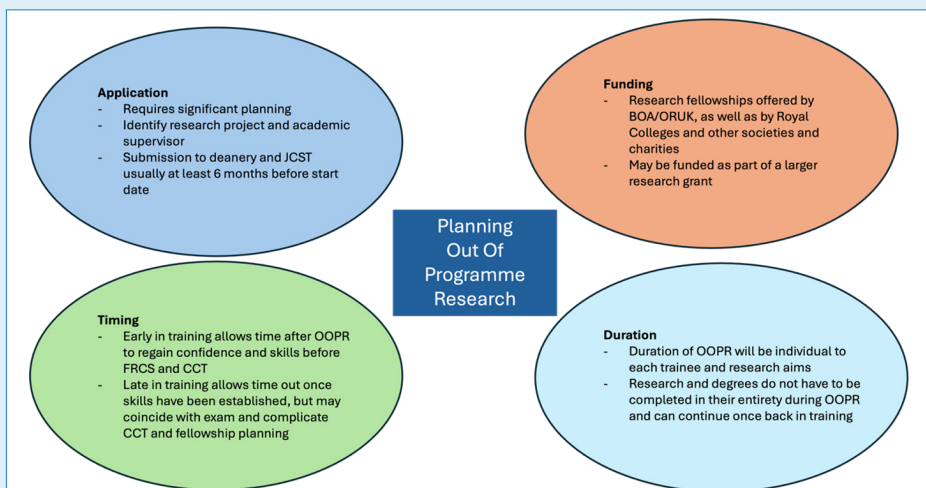 Application
- Requires significant planning
- Identify research project and academic
supervisor
- Submission to deanery and JCST
usually at least 6 months before start
date
Funding
- Research fellowships offered by
BOA/ORUK, as well as by Royal
Colleges and other societies and
charities
- May be funded as part of a larger
research grant
Planning
Out Of
Programme
Research
Timing
- Early in training allows time after OOPR
to regain confidence and skills before
FRCS and CCT
- Late in training allows time out once
skills have been established, but may
coincide with exam and complicate
CCT and fellowship planning
Duration
- Duration of OOPR will be individual to
each trainee and research aims
- Research and degrees do not have to be
completed in their entirety during OOPR
and can continue once back in training